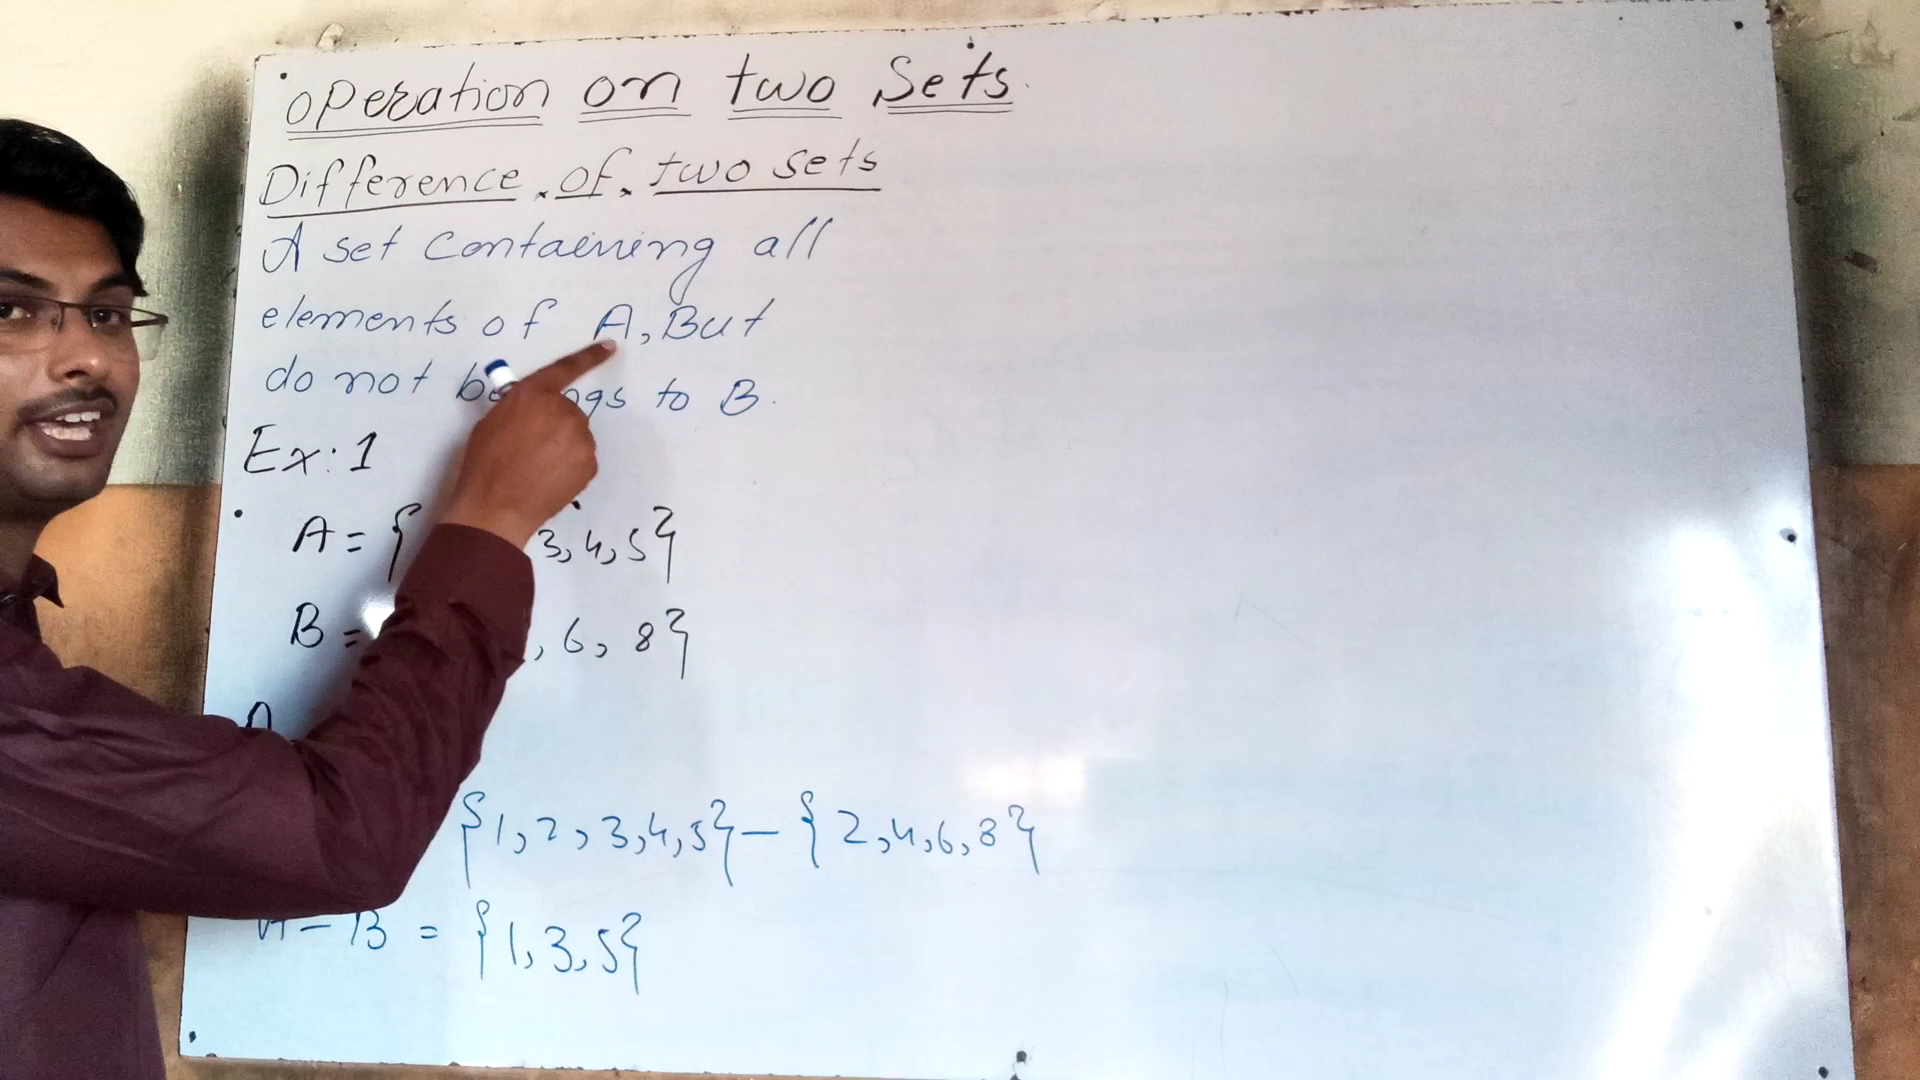 operation on two Sets.
Difference of two sets
A set Containing all
elements of A, But
do not to B.
Ex: 1
A = { 3, 4, 5}
B = , 6, 8}
{1, 2, 3, 4, 5} – {2, 4, 6, 8}
A – B = {1, 3, 5}